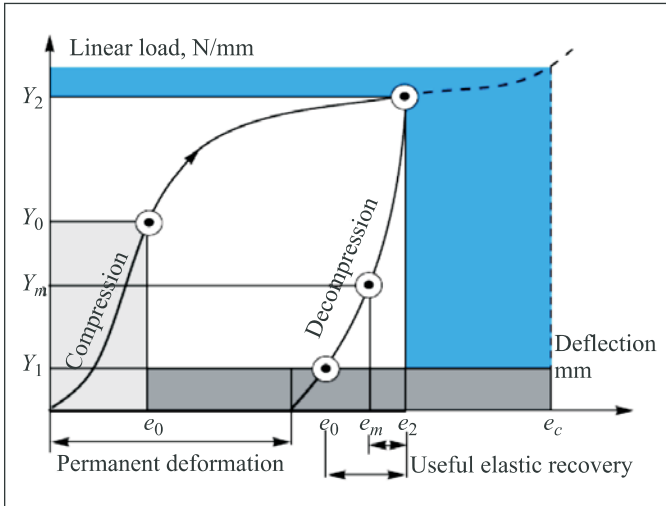 Linear load, N/mm
Y2
Y0
Ym
Y1
Compression
Decompression
Deflection
mm
e0
e0
em
e2
ec
Permanent deformation
Useful elastic recovery